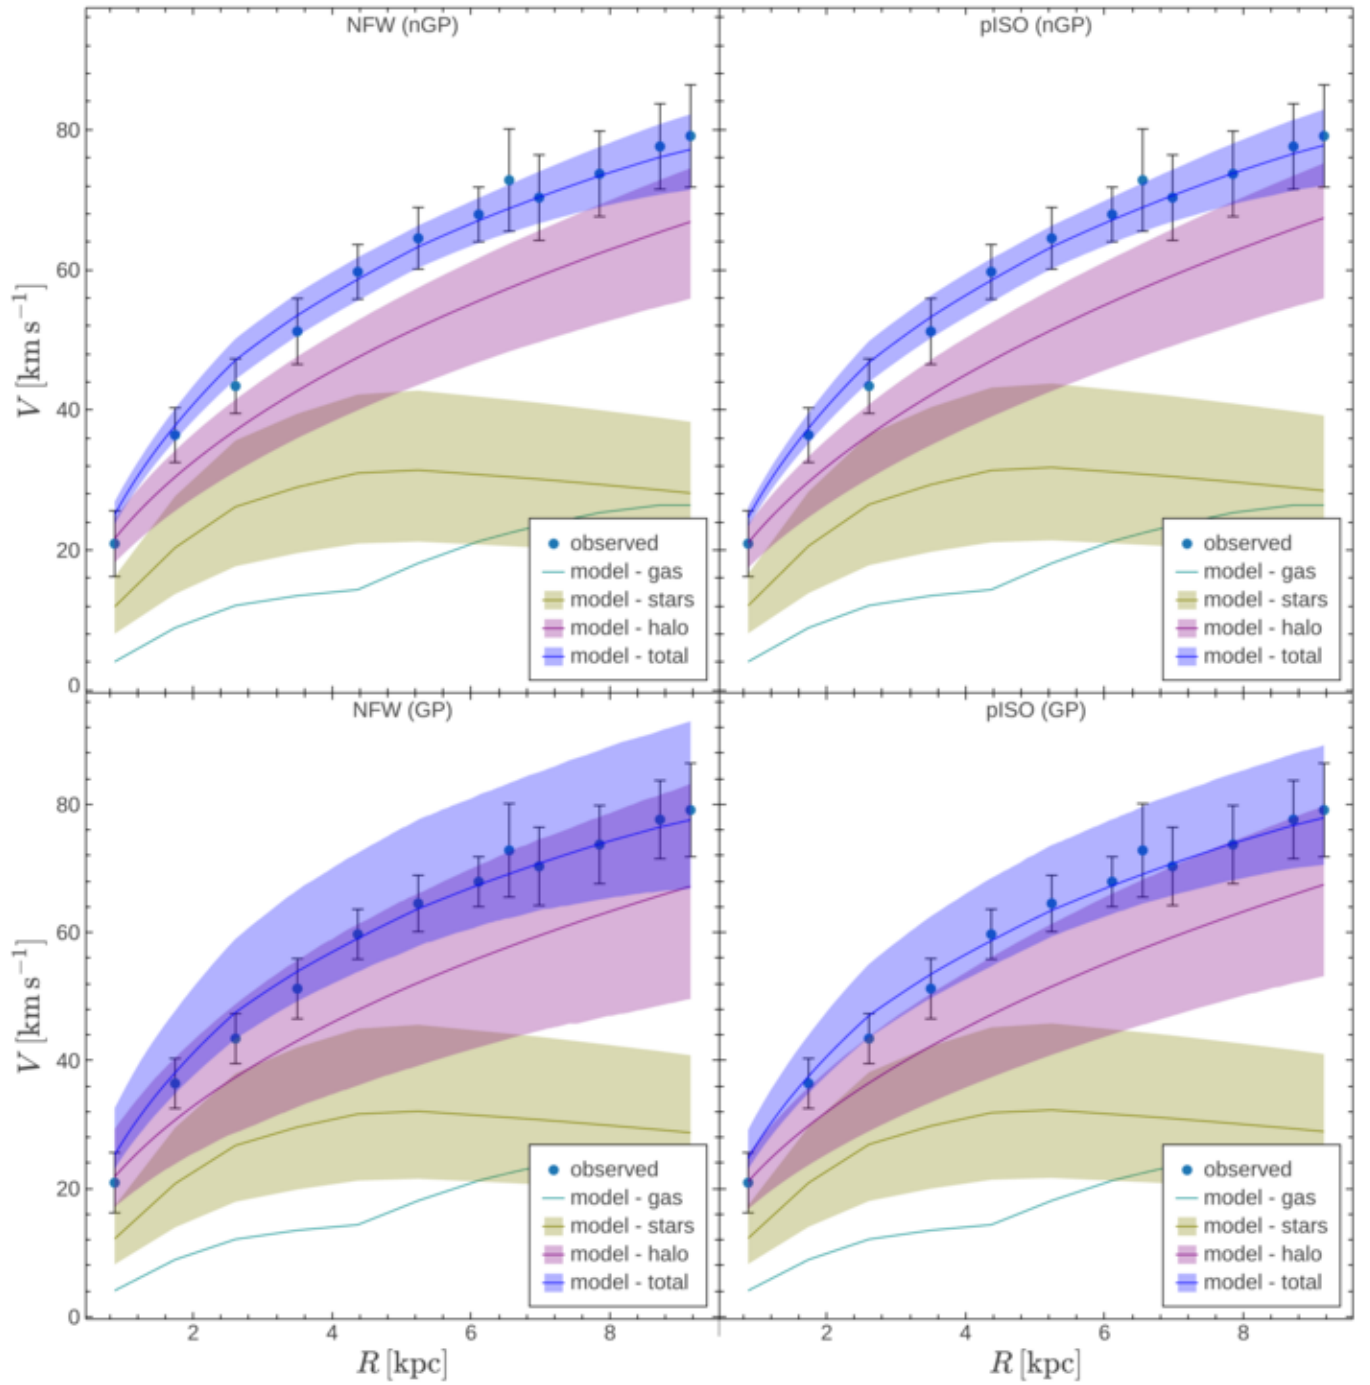 NFW (nGP)
pISO (nGP)
80
60
40
20
0
V [km s⁻¹]
observed
model - gas
model - stars
model - halo
model - total
observed
model - gas
model - stars
model - halo
model - total
NFW (GP)
pISO (GP)
80
60
40
20
0
V [km s⁻¹]
observed
model - gas
model - stars
model - halo
model - total
observed
model - gas
model - stars
model - halo
model - total
2 4 6 8
2 4 6 8
R [kpc]
R [kpc]